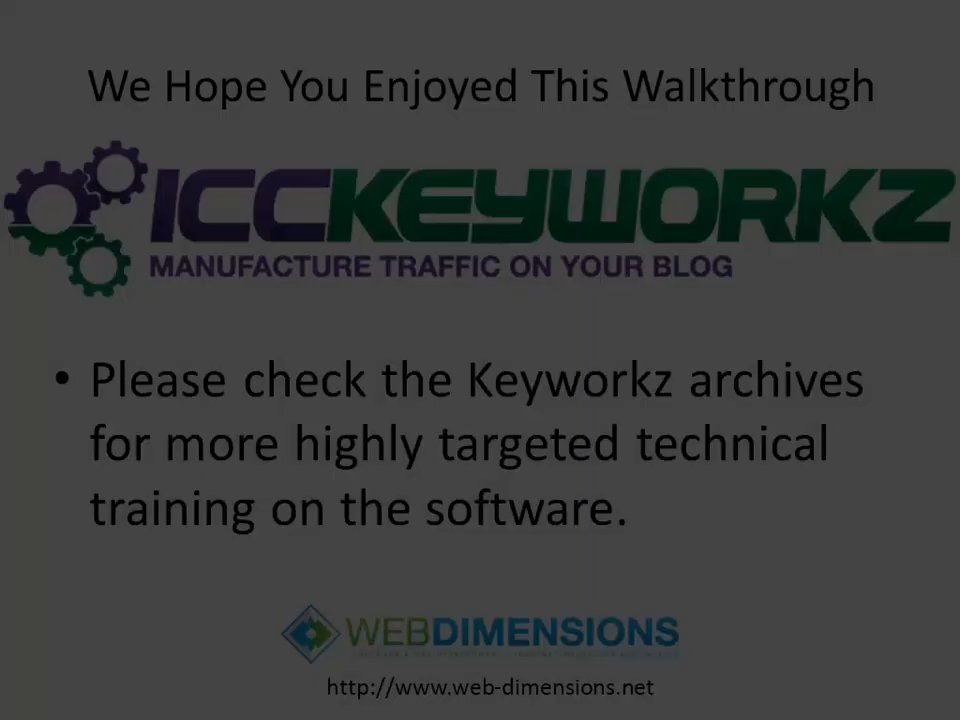 We Hope You Enjoyed This Walkthrough
ICCKEYWORKZ
MANUFACTURE TRAFFIC ON YOUR BLOG
• Please check the Keyworkz archives
for more highly targeted technical
training on the software.
WEBDIMENSIONS
http://www.web-dimensions.net